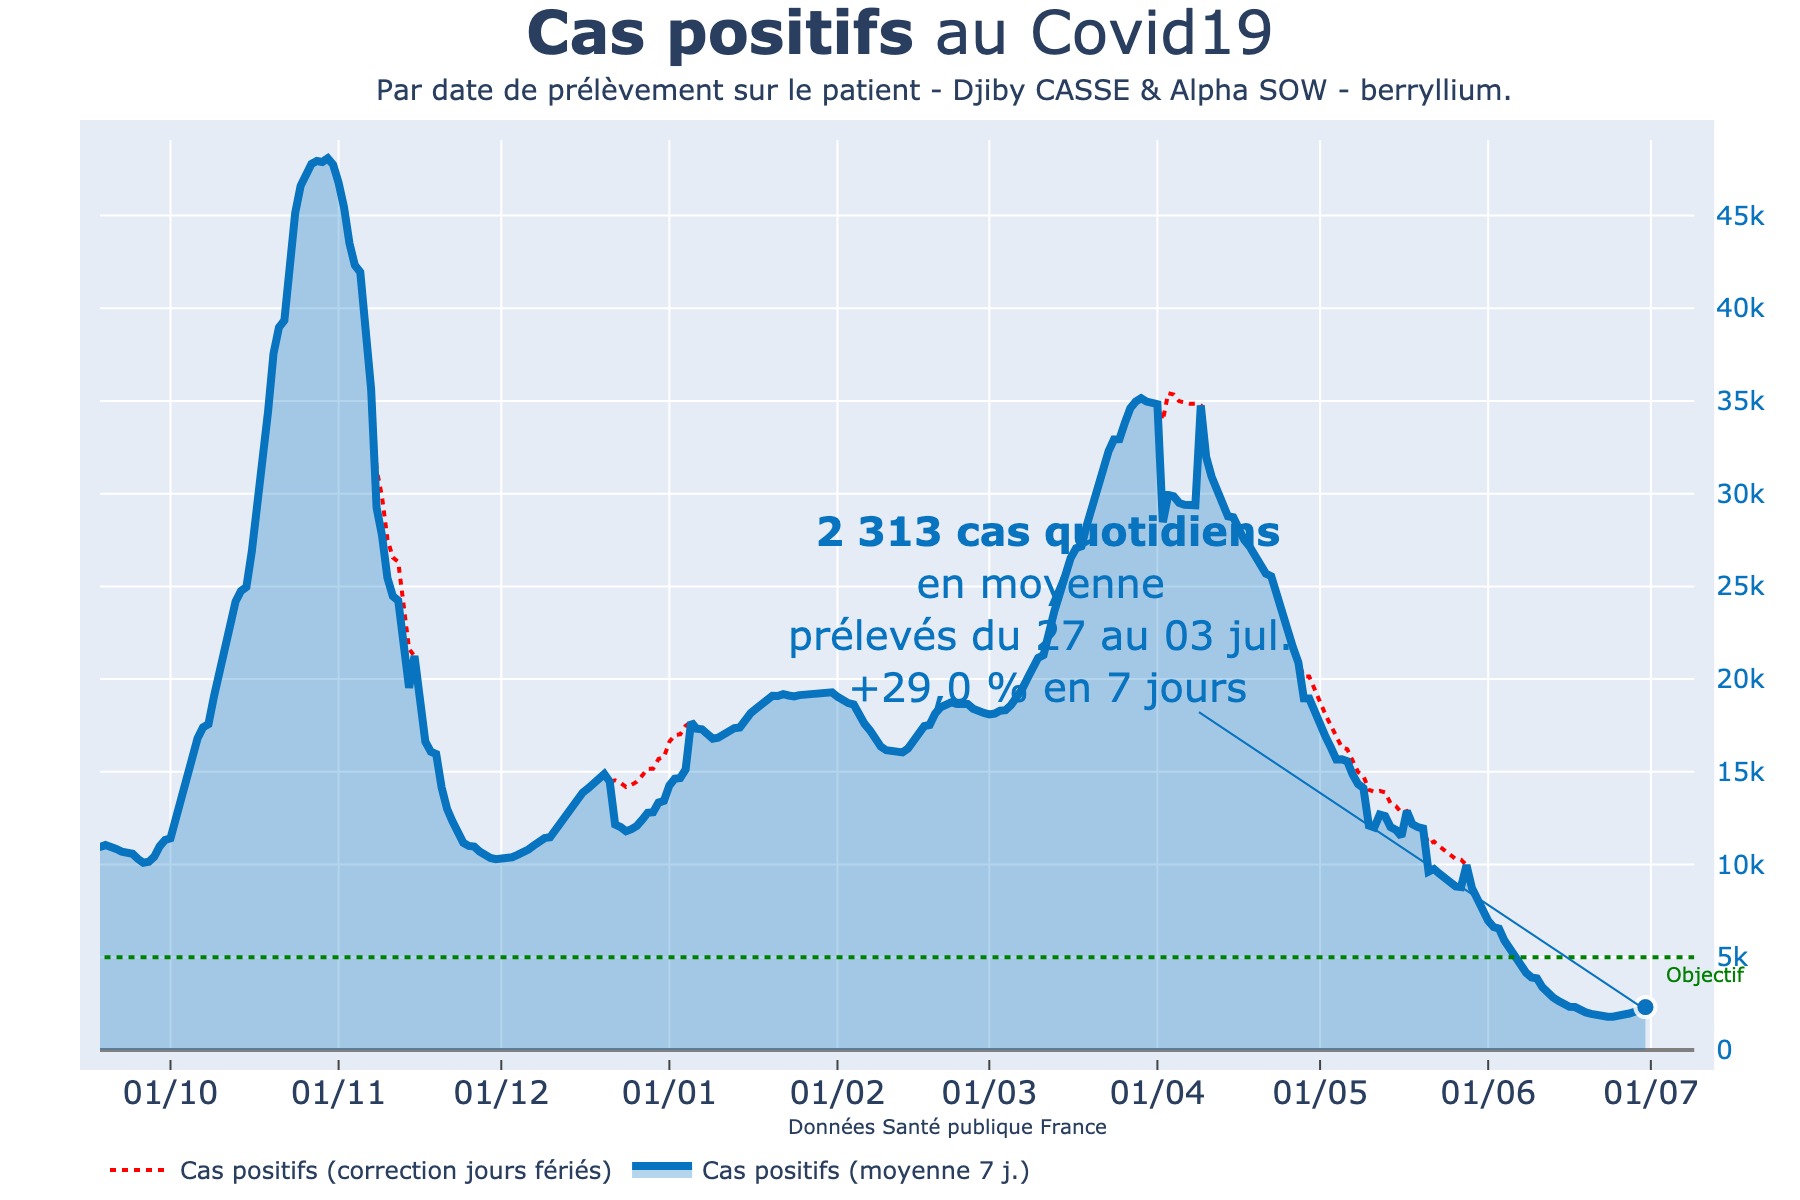 Cas positifs au Covid19
Par date de prélèvement sur le patient - Djiby CASSE & Alpha SOW - berryllium.
45k
40k
35k
30k
25k
20k
15k
10k
5k
0
Objectif
2 313 cas quotidiens
en moyenne
prélevés du 27 au 03 jul.
+29,0 % en 7 jours
01/10 01/11 01/12 01/01 01/02 01/03 01/04 01/05 01/06 01/07
Données Santé publique France
Cas positifs (correction jours fériés) Cas positifs (moyenne 7 j.)